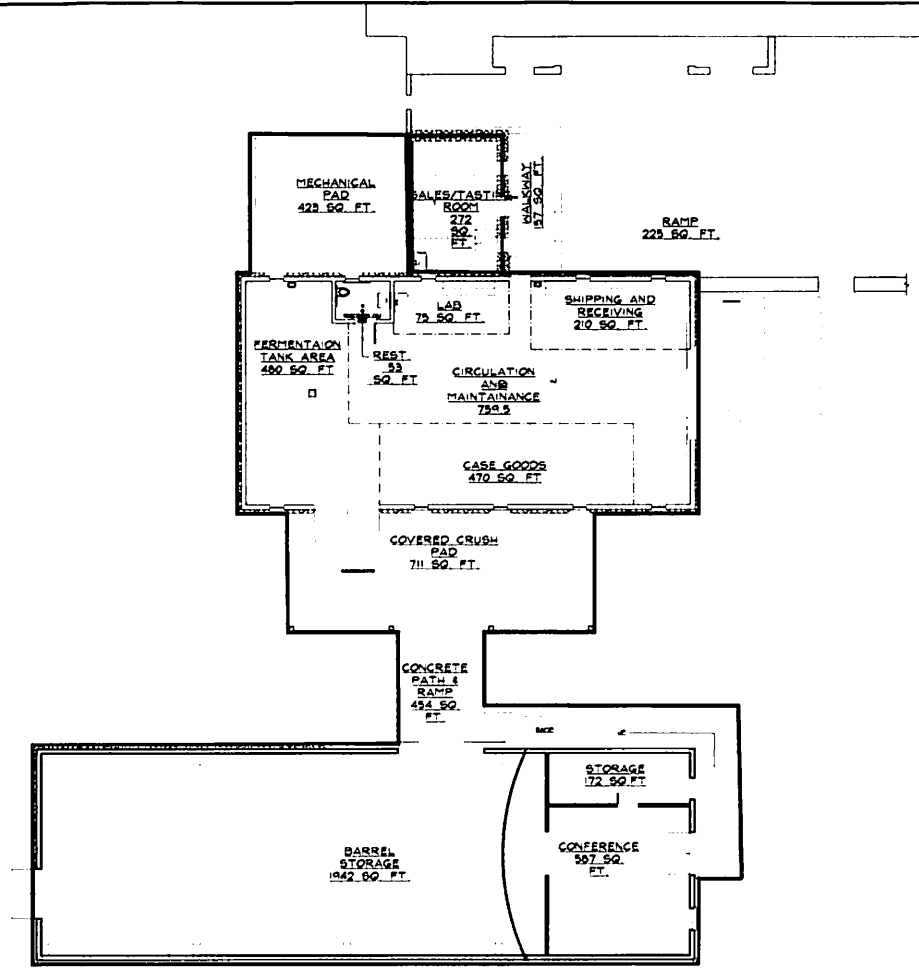 MECHANICAL
PAD
423 SQ. FT.
SALES/TASTING
ROOM
272
SQ.
FT.
WALKWAY
157 SQ. FT.
RAMP
225 SQ. FT.
LAB
75 SQ. FT.
SHIPPING AND
RECEIVING
210 SQ. FT.
FERMENTAION
TANK AREA
480 SQ. FT
REST.
53
SQ. FT
CIRCULATION
AND
MAINTAINANCE
759.5
CASE GOODS
470 SQ. FT
COVERED CRUSH
PAD
711 SQ. FT.
CONCRETE
PATH &
RAMP
454 SQ.
FT.
STORAGE
172 SQ.FT
BARREL
STORAGE
1942 SQ. FT.
CONFERENCE
587 SQ.
FT.